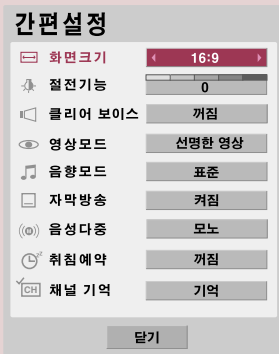 간편설정
화면크기 16:9
절전기능 0
클리어 보이스 꺼짐
영상모드 선명한 영상
음향모드 표준
자막방송 켜짐
음성다중 모노
취침예약 꺼짐
CH 채널 기억 기억
닫기